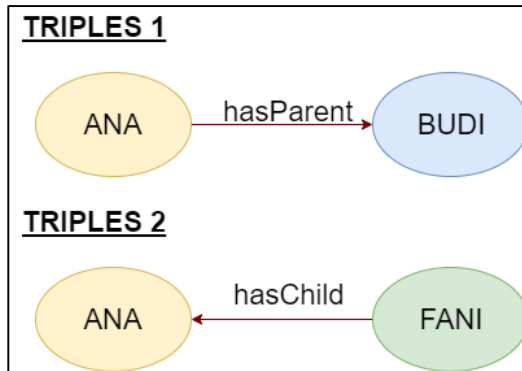 TRIPLES 1
ANA
hasParent
BUDI
TRIPLES 2
ANA
hasChild
FANI